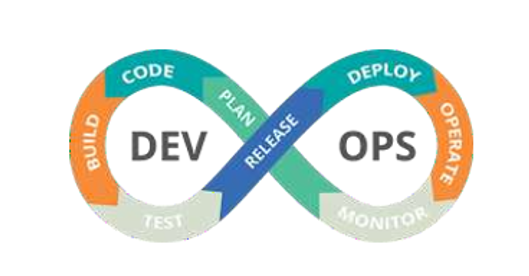 CODE
PLAN
BUILD
DEV
TEST
RELEASE
DEPLOY
OPERATE
OPS
MONITOR